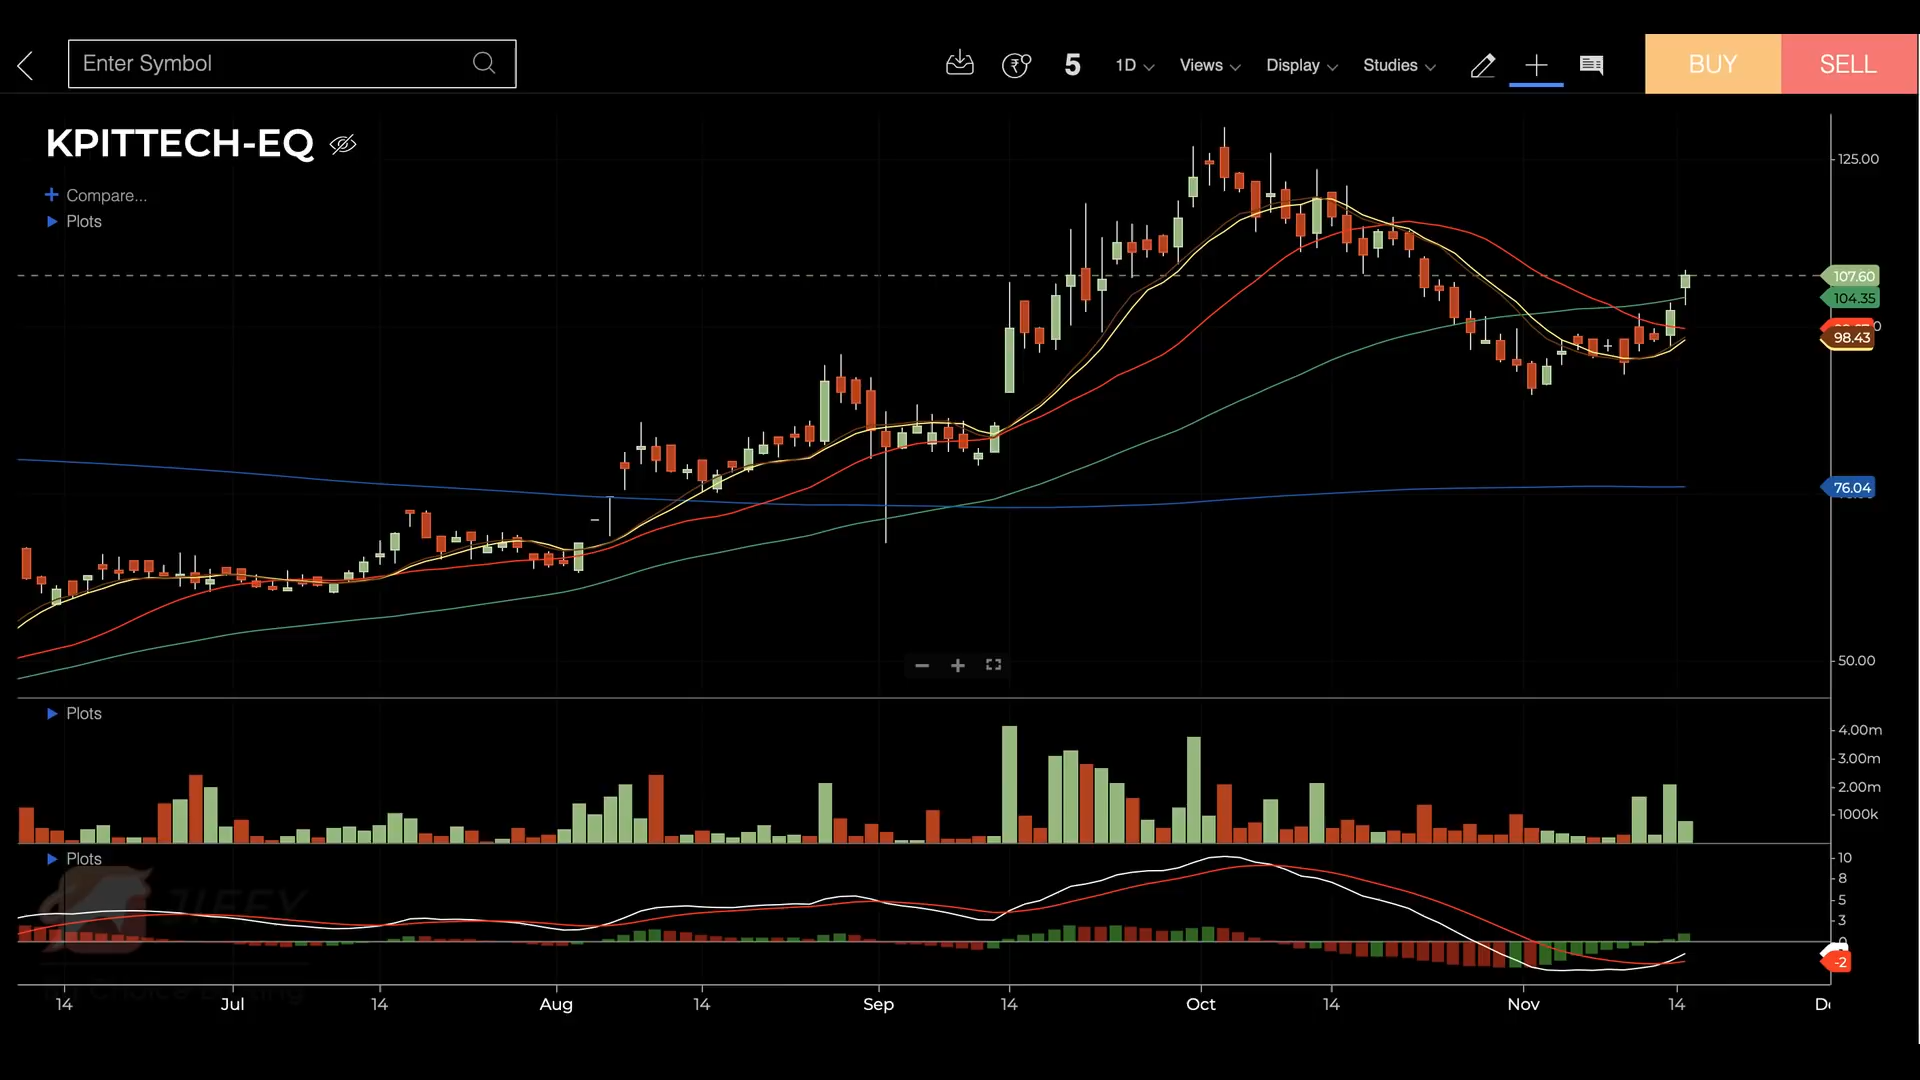 Enter Symbol
5 1D Views Display Studies BUY SELL
KPITTECH-EQ
Compare...
Plots
125.00
107.60
104.35
98.43
76.04
50.00
Plots
4.00m
3.00m
2.00m
1000k
Plots
10
8
5
3
0
-2
JIFFY
14 Jul 14 Aug 14 Sep 14 Oct 14 Nov 14